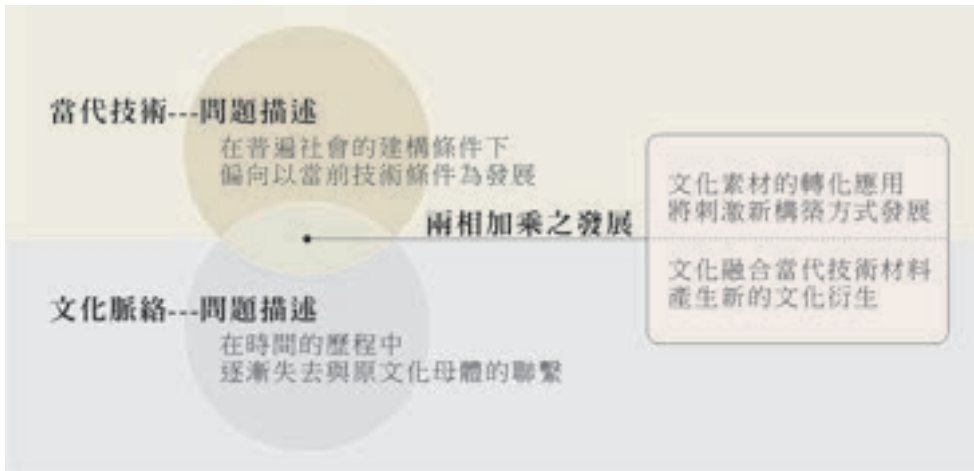 當代技術---問題描述
在普遍社會的建構條件下
偏向以當前技術條件為發展
兩相加乘之發展
文化素材的轉化應用
將刺激新構築方式發展
文化融合當代技術材料
產生新的文化衍生
文化脈絡---問題描述
在時間的歷程中
逐漸失去與原文化母體的聯繫